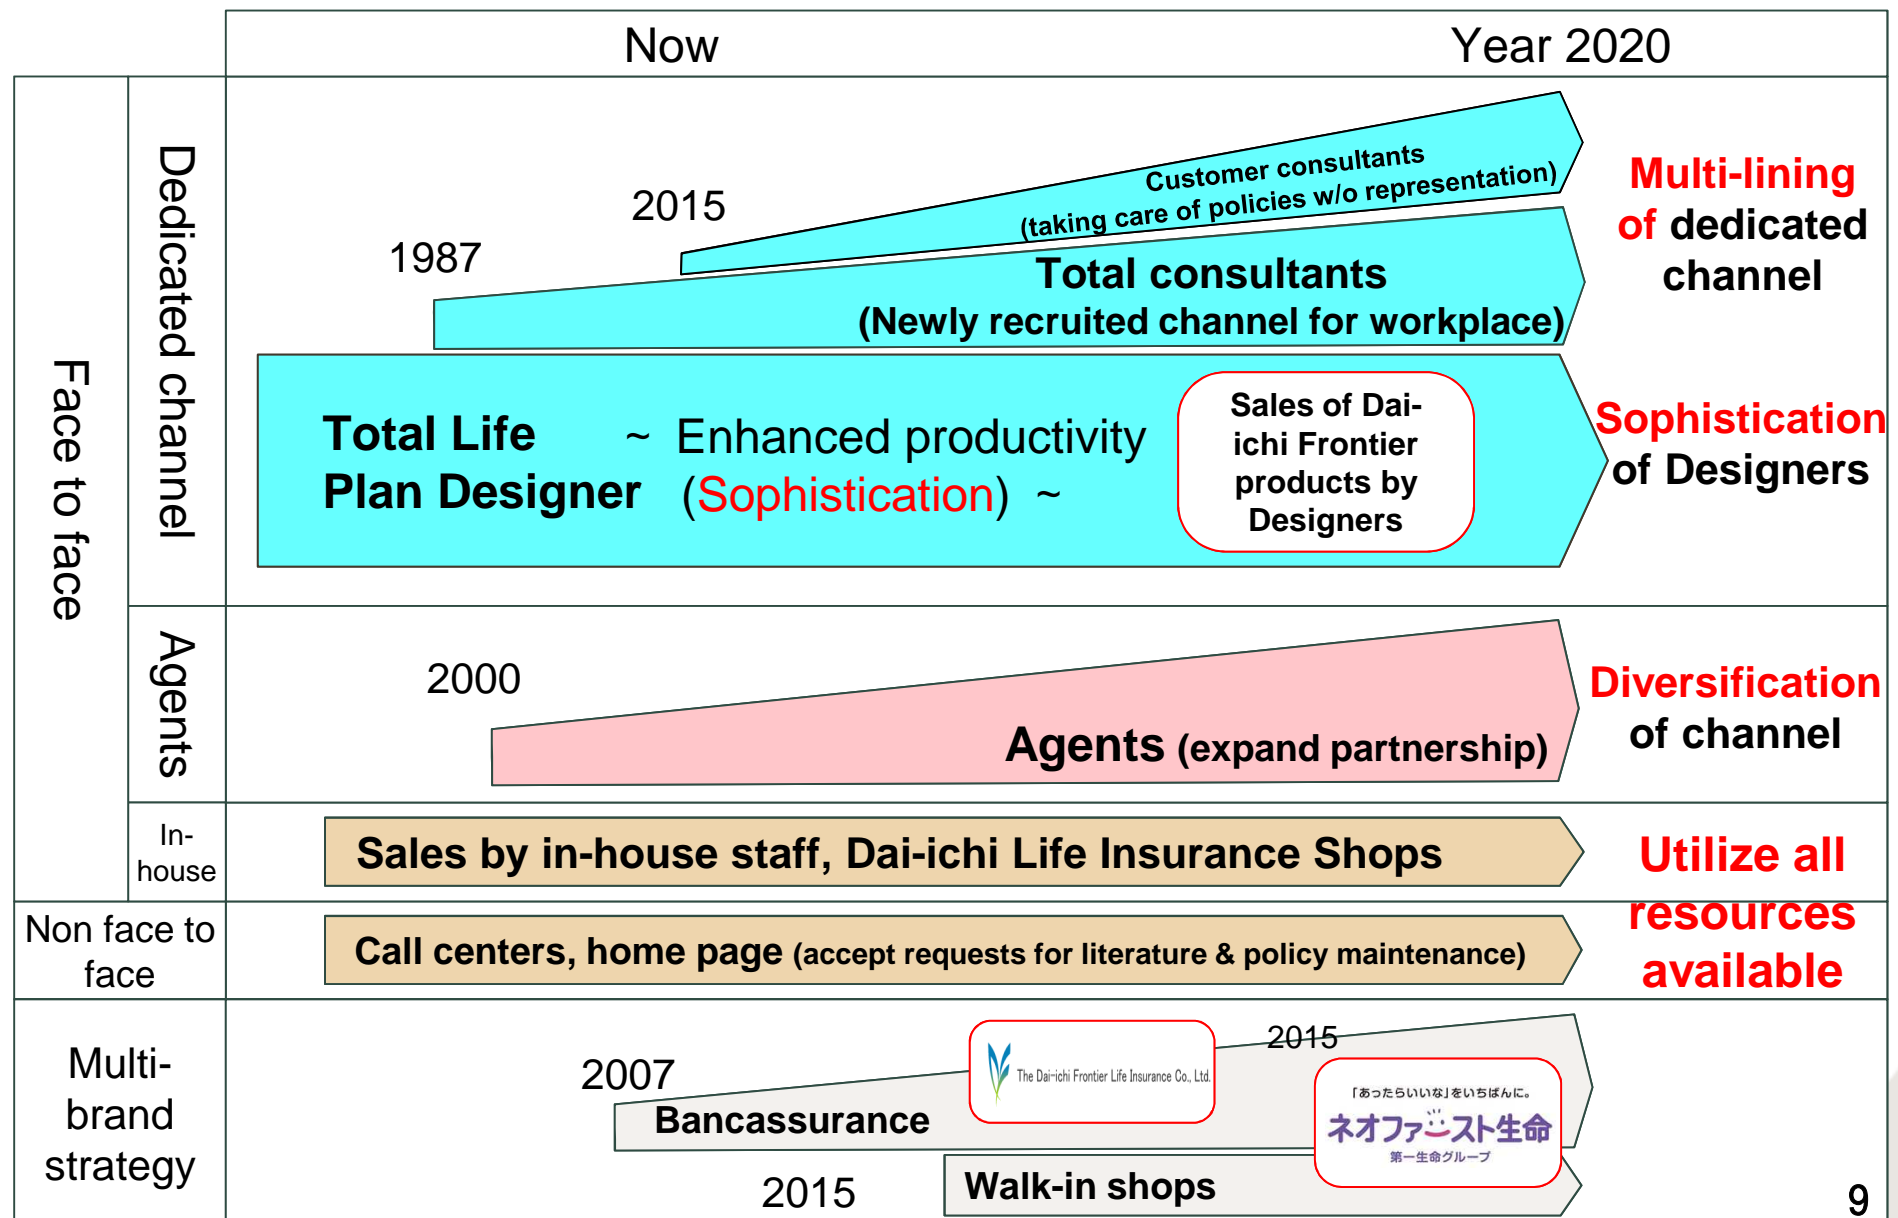 Now
Year 2020
Face to face
Dedicated channel
1987
2015
Customer consultants
(taking care of policies w/o representation)
Total consultants
(Newly recruited channel for workplace)
Multi-lining
of dedicated
channel
Total Life
Plan Designer
~ Enhanced productivity
(Sophistication) ~
Sales of Dai-
ichi Frontier
products by
Designers
Sophistication
of Designers
Agents
2000
Agents (expand partnership)
Diversification
of channel
In-
house
Sales by in-house staff, Dai-ichi Life Insurance Shops
Utilize all
resources
available
Non face to
face
Call centers, home page (accept requests for literature & policy maintenance)
Multi-
brand
strategy
2007
Bancassurance
The Dai-ichi Frontier Life Insurance Co., Ltd.
2015
「あったらいいな」をいちばんに。
ネオファースト生命
第一生命グループ
2015
Walk-in shops
9